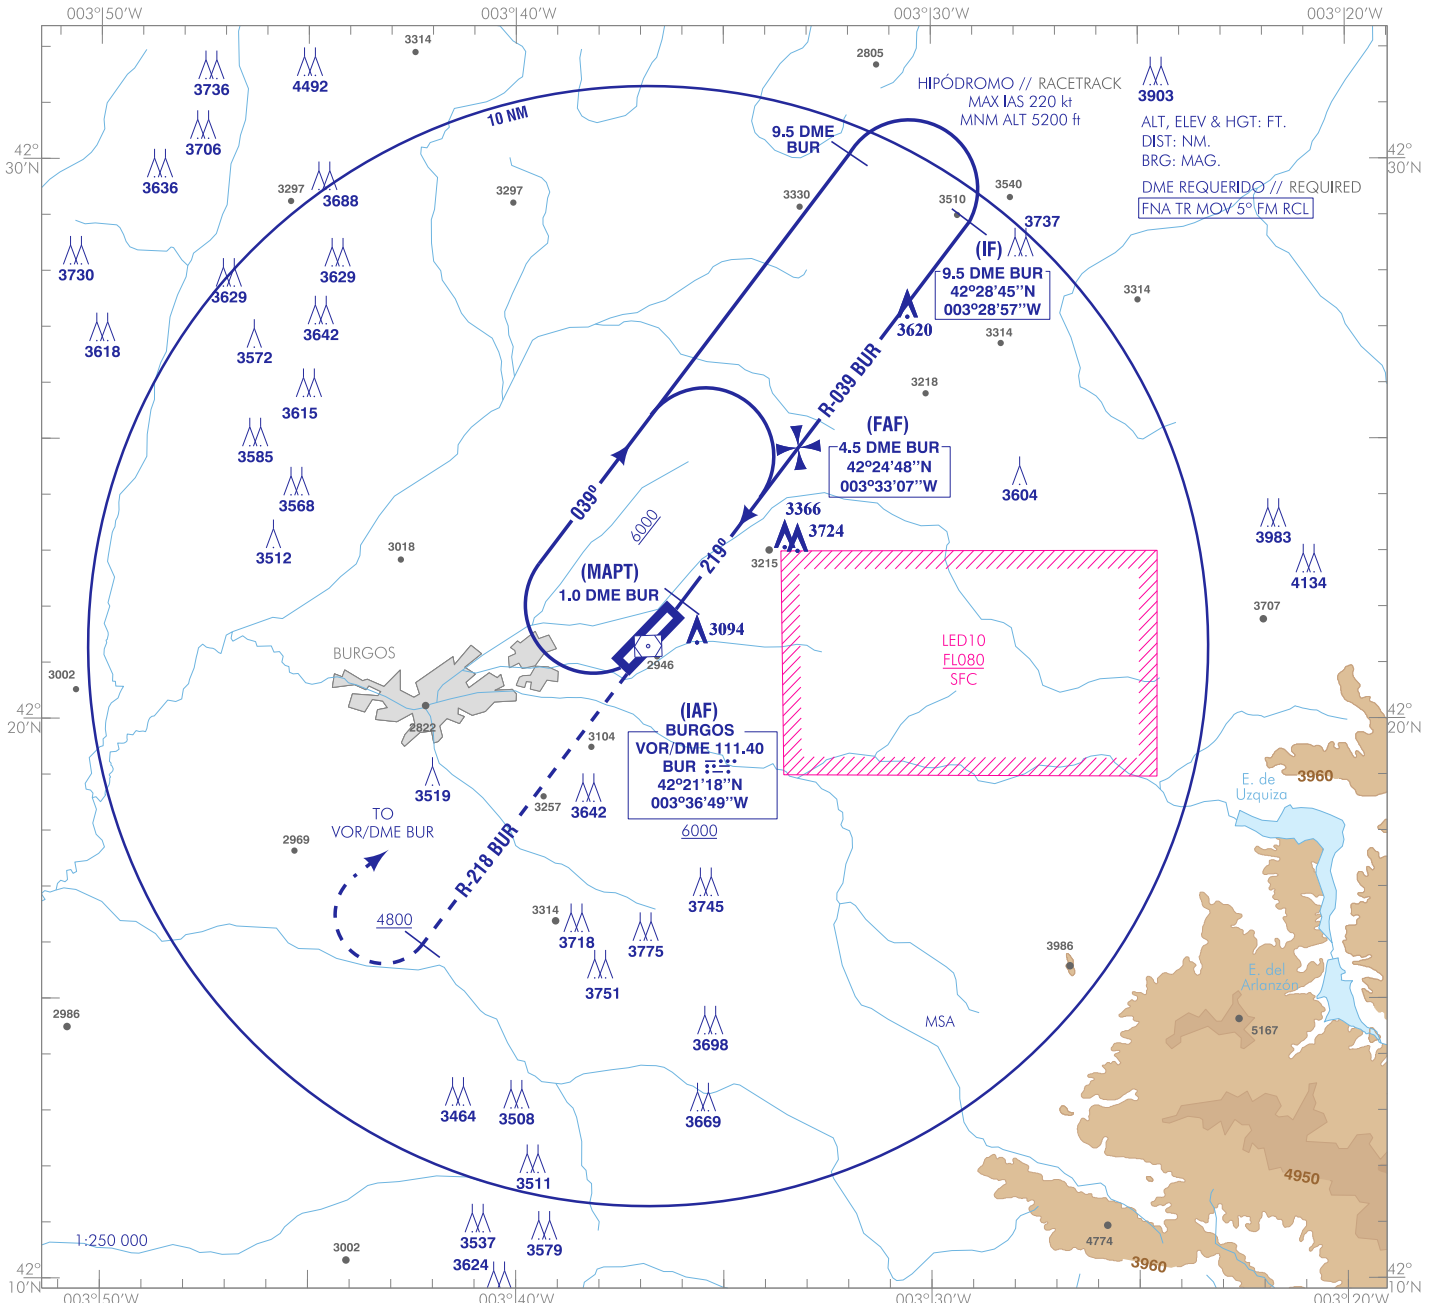 003°50'W
003°40'W
003°30'W
003°20'W
3314
2805
3736
4492
HIPÓDROMO // RACETRACK
MAX IAS 220 kt
MNM ALT 5200 ft
3903
10 NM
9.5 DME
BUR
ALT, ELEV & HGT: FT.
DIST: NM.
BRG: MAG.
3706
42°
30'N
42°
30'N
3636
3297
3688
3297
3330
3510
3540
DME REQUERIDO // REQUIRED
FNA TR MOV 5° FM RCL
3737
3730
3629
3629
(IF)
9.5 DME BUR
42°28'45''N
003°28'57''W
3314
3618
3572
3642
3620
3314
R-039 BUR
3615
3218
3585
(FAF)
4.5 DME BUR
42°24'48''N
003°33'07''W
3568
039°
3604
3512
3018
6000
219°
3366
3724
3215
3983
4134
(MAPT)
1.0 DME BUR
3094
3707
LED10
FL080
SFC
BURGOS
2946
3002
2822
42°
20'N
42°
20'N
3104
(IAF)
BURGOS
VOR/DME 111.40
BUR
42°21'18''N
003°36'49''W
6000
3960
E. de
Uzquiza
3519
3257
3642
TO
VOR/DME BUR
2969
R-218 BUR
3745
4800
3314
3718
3775
3751
3986
E. del
Arlanzón
2986
MSA
3698
5167
3464
3508
3669
3511
4950
1:250 000
3002
3537
3579
3624
4774
3960
42°
10'N
42°
10'N
003°50'W
003°40'W
003°30'W
003°20'W